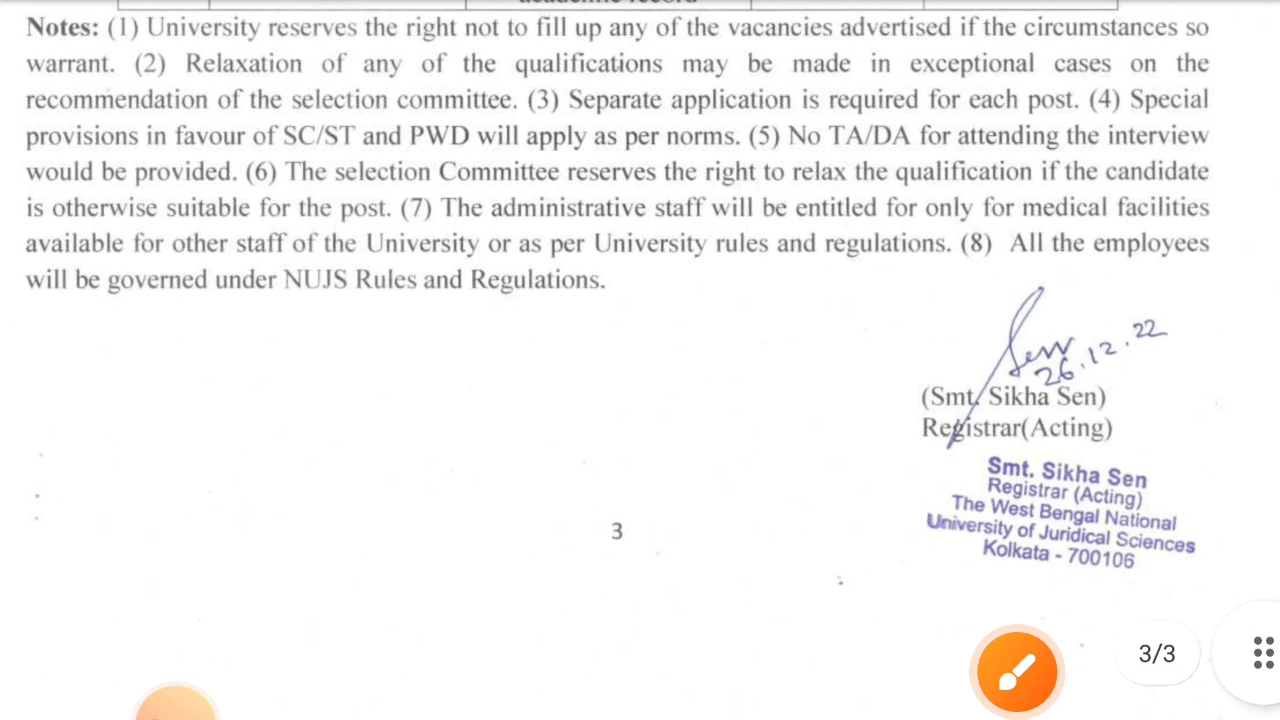 Notes: (1) University reserves the right not to fill up any of the vacancies advertised if the circumstances so
warrant. (2) Relaxation of any of the qualifications may be made in exceptional cases on the
recommendation of the selection committee. (3) Separate application is required for each post. (4) Special
provisions in favour of SC/ST and PWD will apply as per norms. (5) No TA/DA for attending the interview
would be provided. (6) The selection Committee reserves the right to relax the qualification if the candidate
is otherwise suitable for the post. (7) The administrative staff will be entitled for only for medical facilities
available for other staff of the University or as per University rules and regulations. (8) All the employees
will be governed under NUJS Rules and Regulations.
Sen
26.12.22
(Smt. Sikha Sen)
Registrar(Acting)
Smt. Sikha Sen
Registrar (Acting)
The West Bengal National
University of Juridical Sciences
Kolkata - 700106
3
3/3